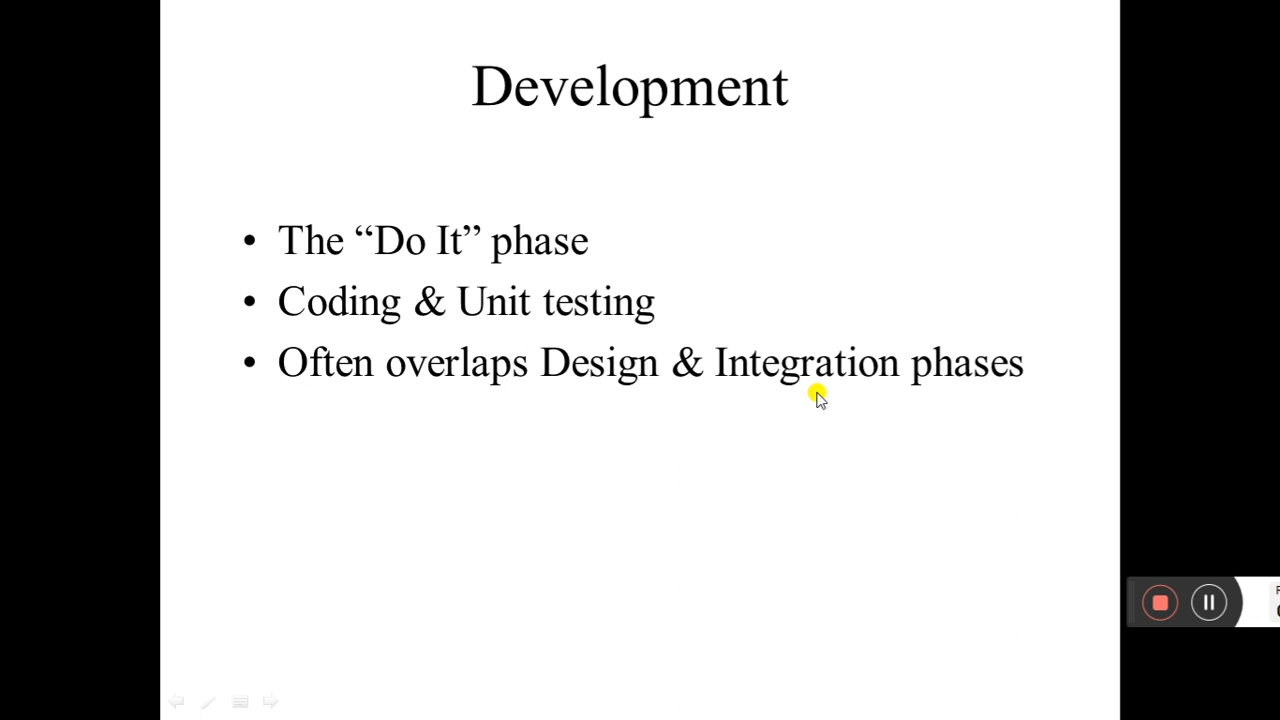 Development
• The “Do It” phase
• Coding & Unit testing
• Often overlaps Design & Integration phases